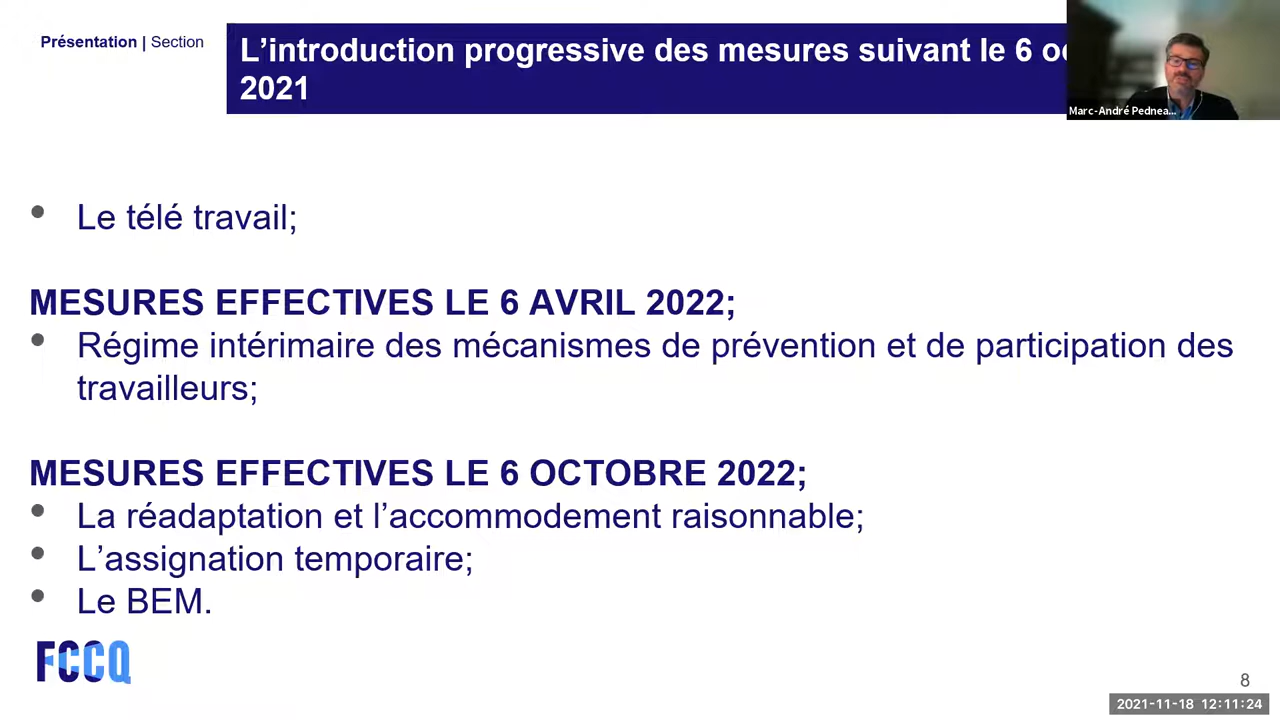 Présentation | Section
L’introduction progressive des mesures suivant le 6
2021
Marc-André Pednea...
• Le télé travail;
MESURES EFFECTIVES LE 6 AVRIL 2022;
• Régime intérimaire des mécanismes de prévention et de participation des
travailleurs;
MESURES EFFECTIVES LE 6 OCTOBRE 2022;
• La réadaptation et l’accommodement raisonnable;
• L’assignation temporaire;
• Le BEM.
FCCQ
8
2021-11-18 12:11:24